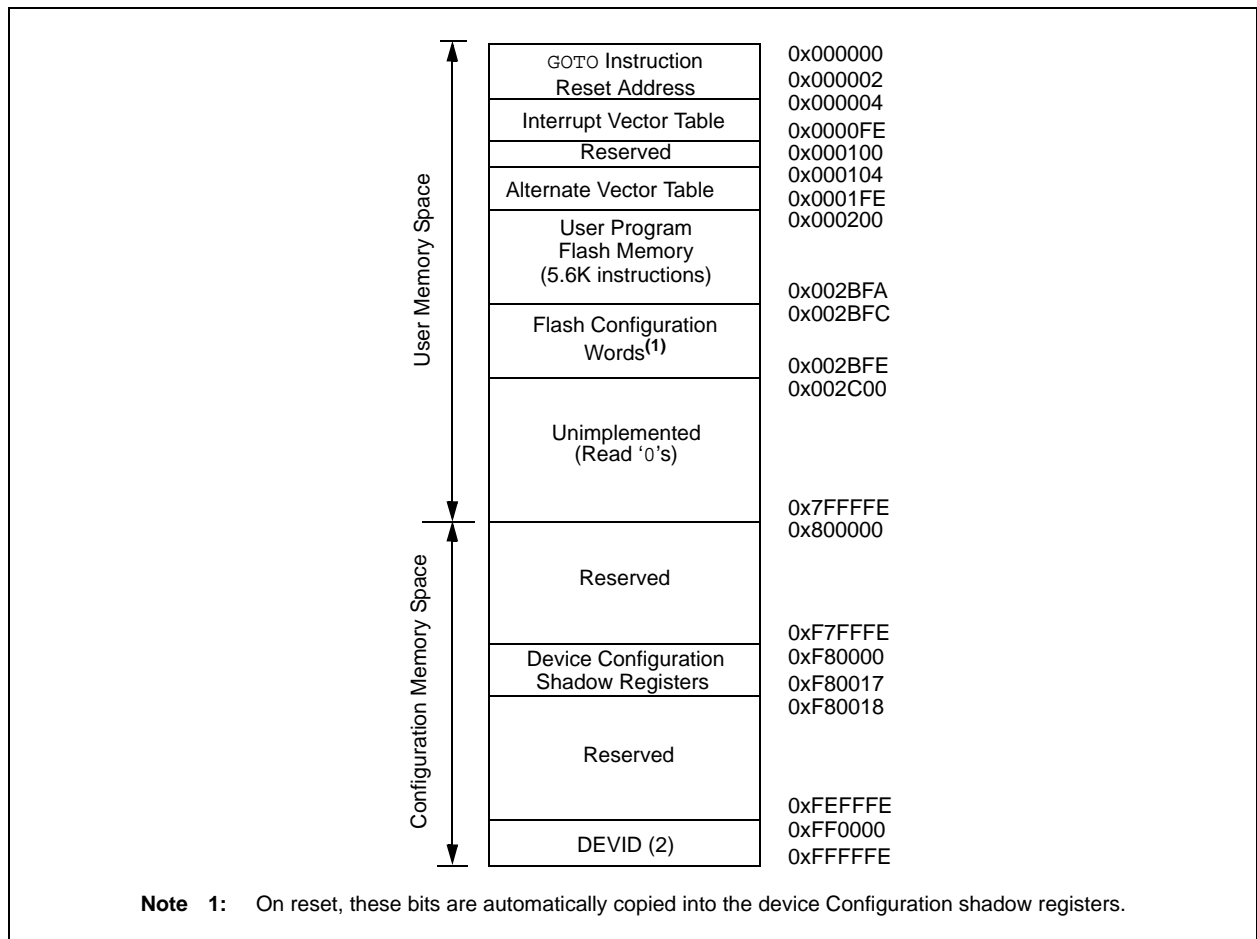 GOTO Instruction
Reset Address
0x000000
0x000002
Interrupt Vector Table
0x000004
0x0000FE
Reserved
0x000100
Alternate Vector Table
0x000104
0x0001FE
User Program
Flash Memory
(5.6K instructions)
0x000200
0x002BFA
Flash Configuration
Words(1)
0x002BFC
0x002BFE
Unimplemented
(Read ‘0’s)
0x002C00
0x7FFFFE
User Memory Space
Reserved
0x800000
0xF7FFFE
Device Configuration
Shadow Registers
0xF80000
0xF80017
Reserved
0xF80018
0xFEFFFE
DEVID (2)
0xFF0000
0xFFFFFE
Configuration Memory Space
Note 1: On reset, these bits are automatically copied into the device Configuration shadow registers.